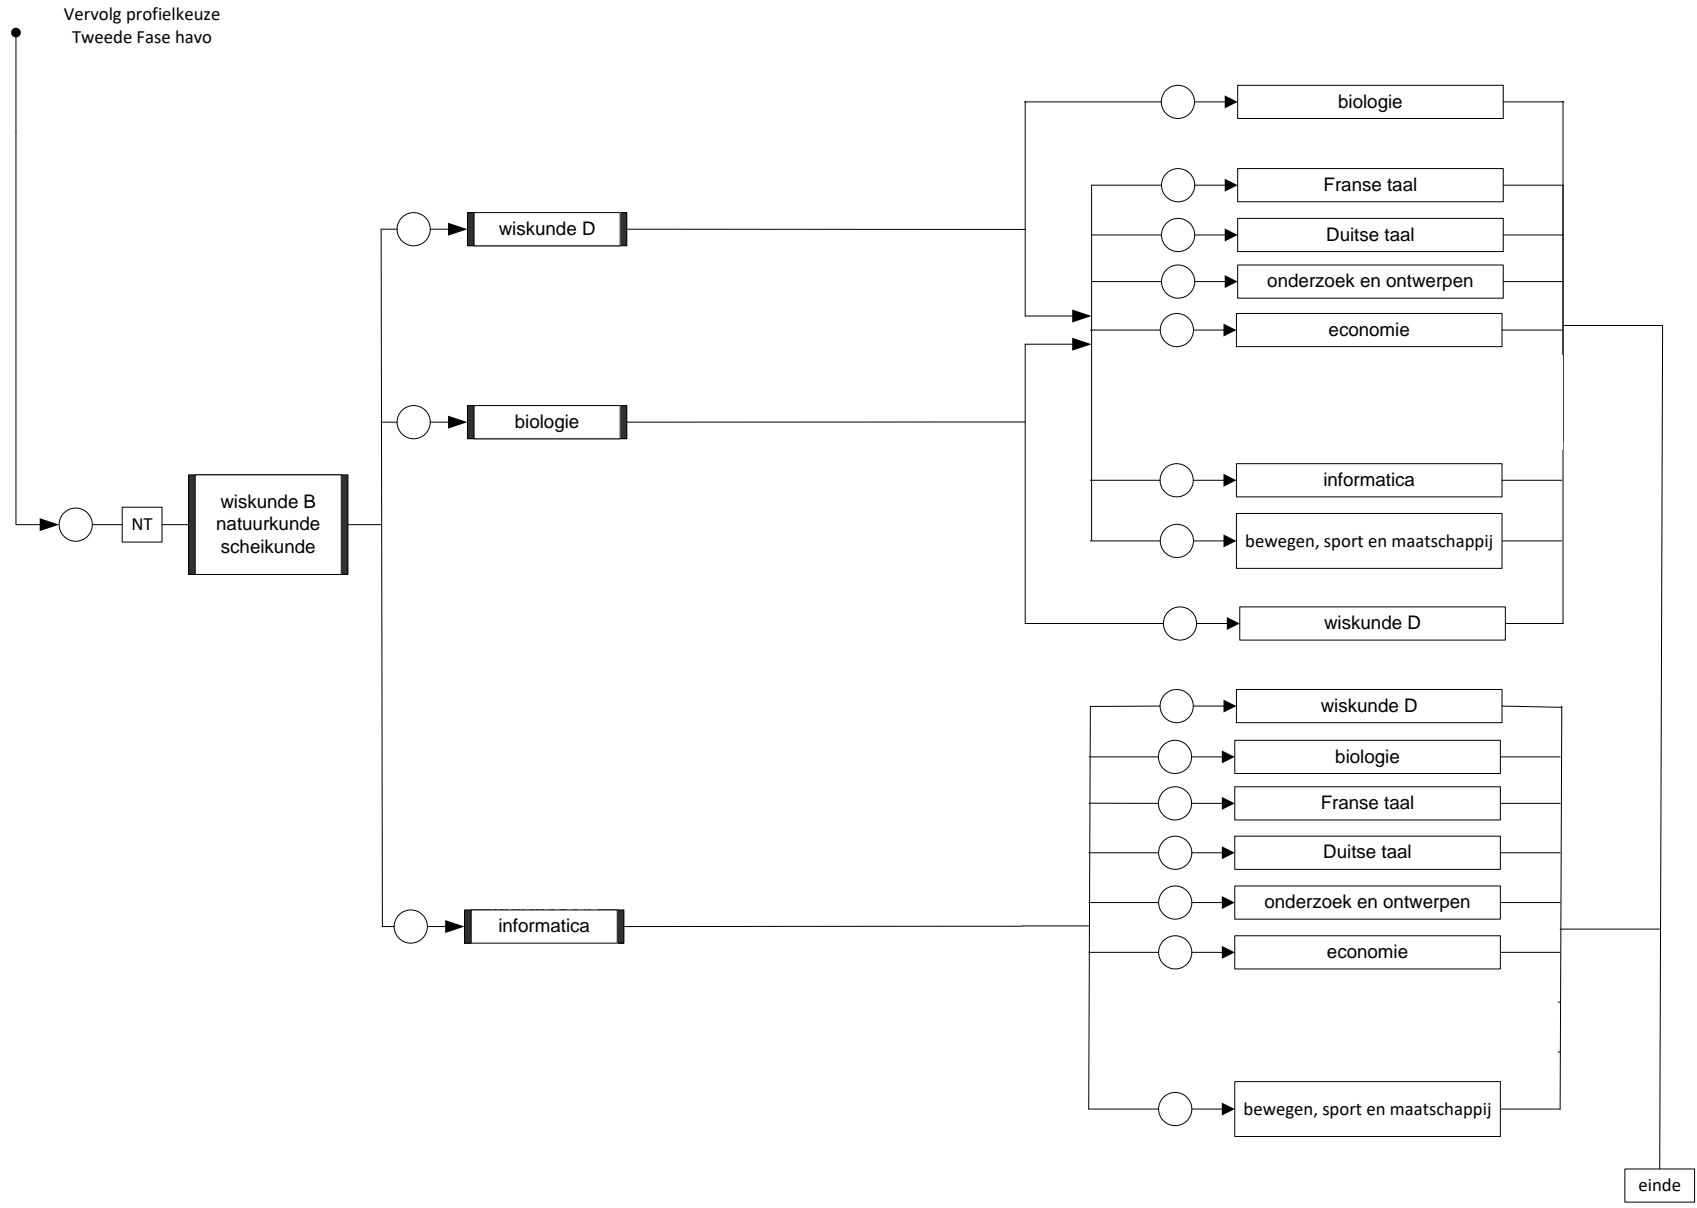 Vervolg profielkeuze
Tweede Fase havo
NT
wiskunde B
natuurkunde
scheikunde
wiskunde D
biologie
informatica
biologie
Franse taal
Duitse taal
onderzoek en ontwerpen
economie
informatica
bewegen, sport en maatschappij
wiskunde D
wiskunde D
biologie
Franse taal
Duitse taal
onderzoek en ontwerpen
economie
bewegen, sport en maatschappij
einde